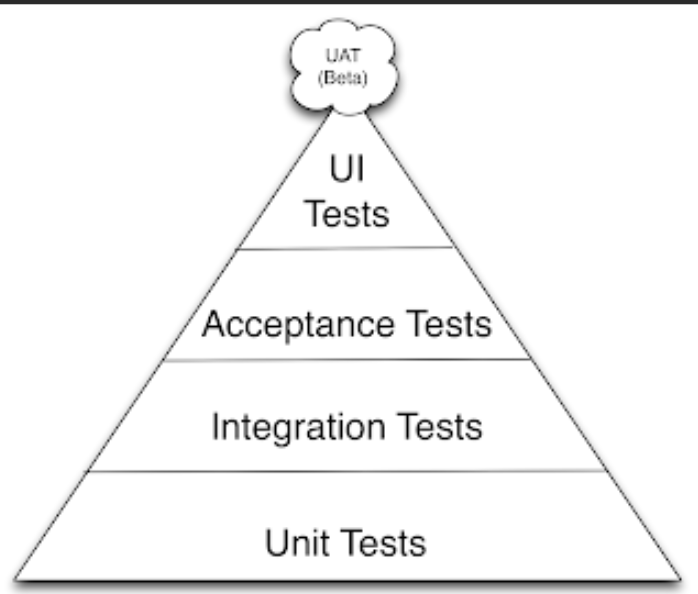 UAT
(Beta)
UI
Tests
Acceptance Tests
Integration Tests
Unit Tests